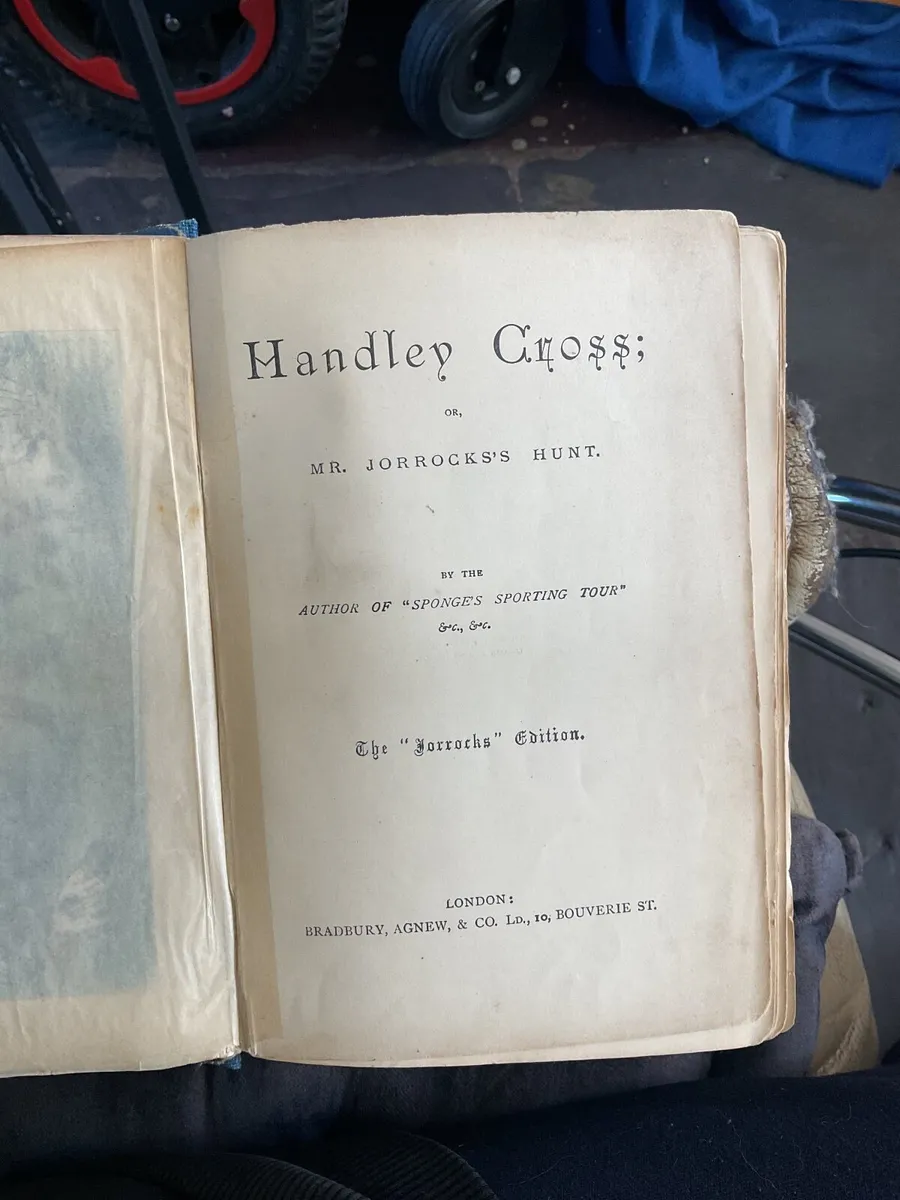 Handley Cross;
OR,
MR. JORROCKS'S HUNT.
BY THE
AUTHOR OF "SPONGE'S SPORTING TOUR"
&c., &c.
The "Jorrocks" Edition.
LONDON:
BRADBURY, AGNEW, & CO. LD., 10, BOUVERIE ST.